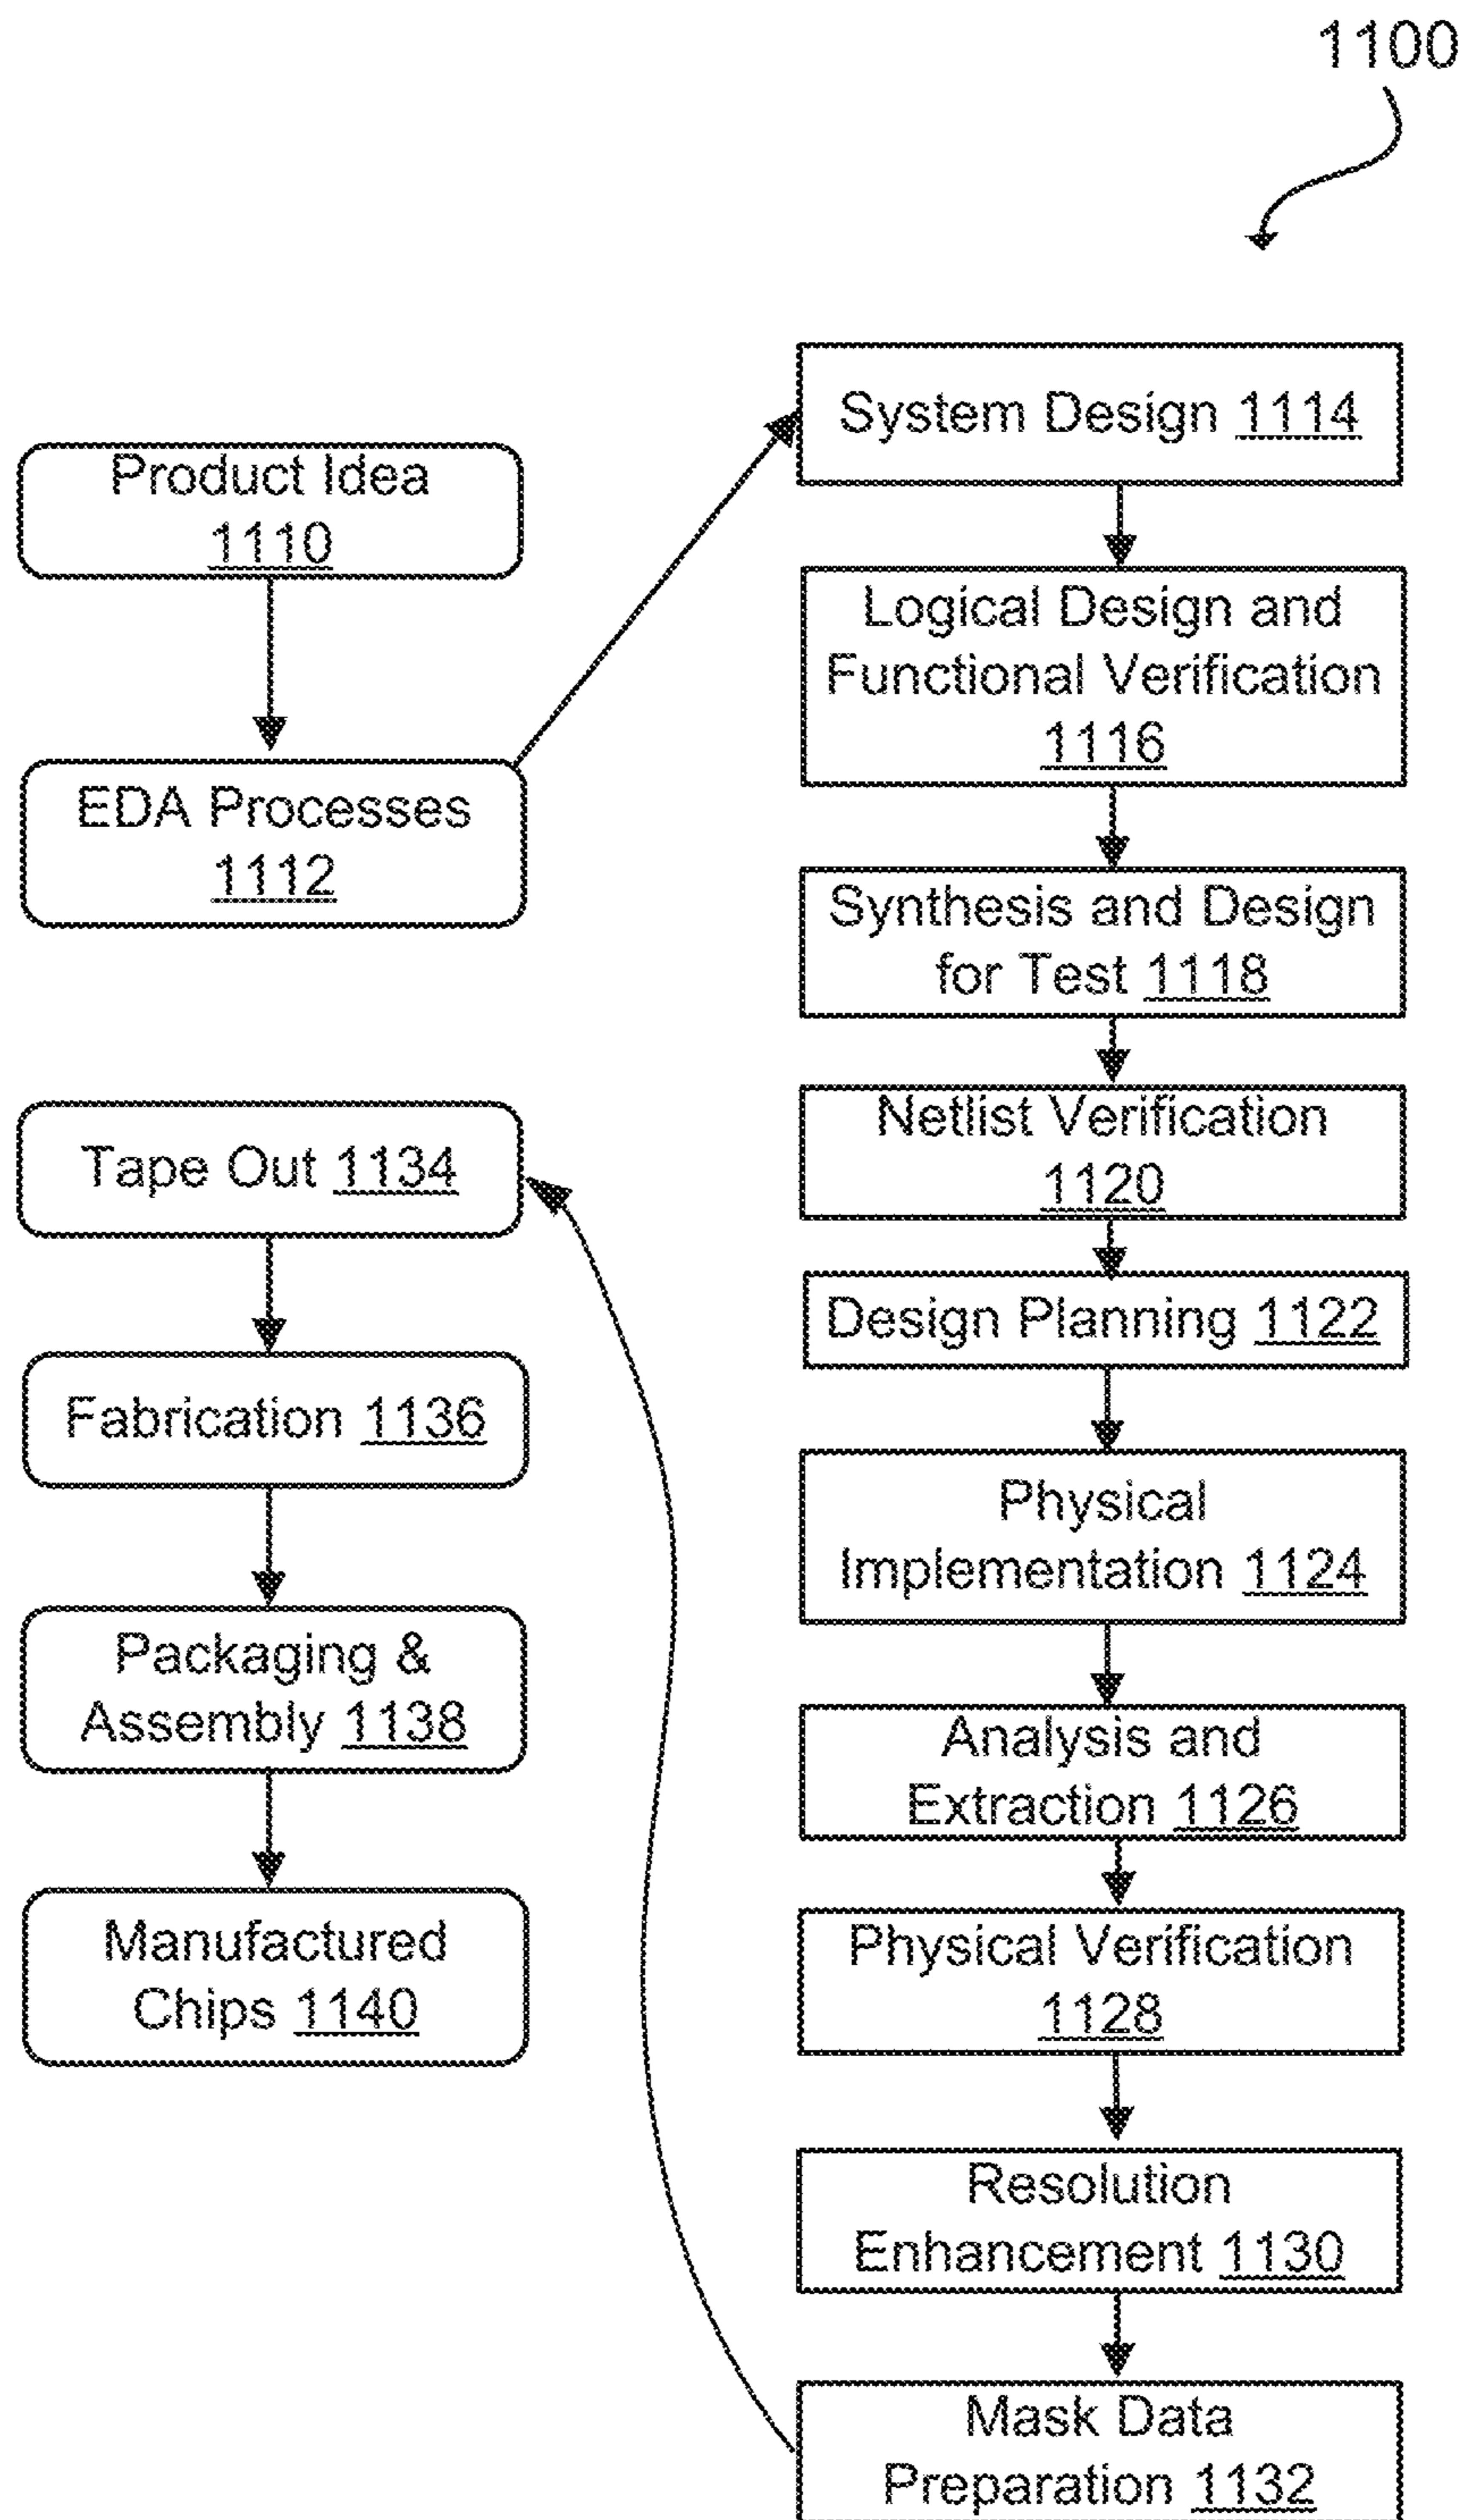 1100
Product Idea
1110
EDA Processes
1112
System Design 1114
Logical Design and
Functional Verification
1116
Synthesis and Design
for Test 1118
Netlist Verification
1120
Design Planning 1122
Physical
Implementation 1124
Analysis and
Extraction 1126
Physical Verification
1128
Resolution
Enhancement 1130
Mask Data
Preparation 1132
Tape Out 1134
Fabrication 1136
Packaging &
Assembly 1138
Manufactured
Chips 1140